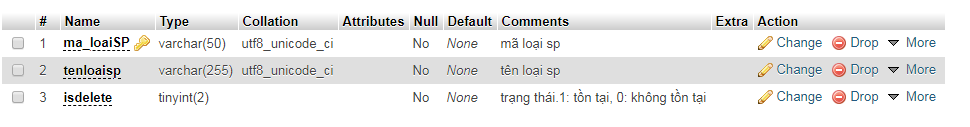 # Name Type Collation Attributes Null Default Comments Extra Action
1 ma_loaiSP varchar(50) utf8_unicode_ci No None mã loại sp Change Drop More
2 tenloaisp varchar(255) utf8_unicode_ci No None tên loại sp Change Drop More
3 isdelete tinyint(2) No None trạng thái.1: tồn tại, 0: không tồn tại Change Drop More